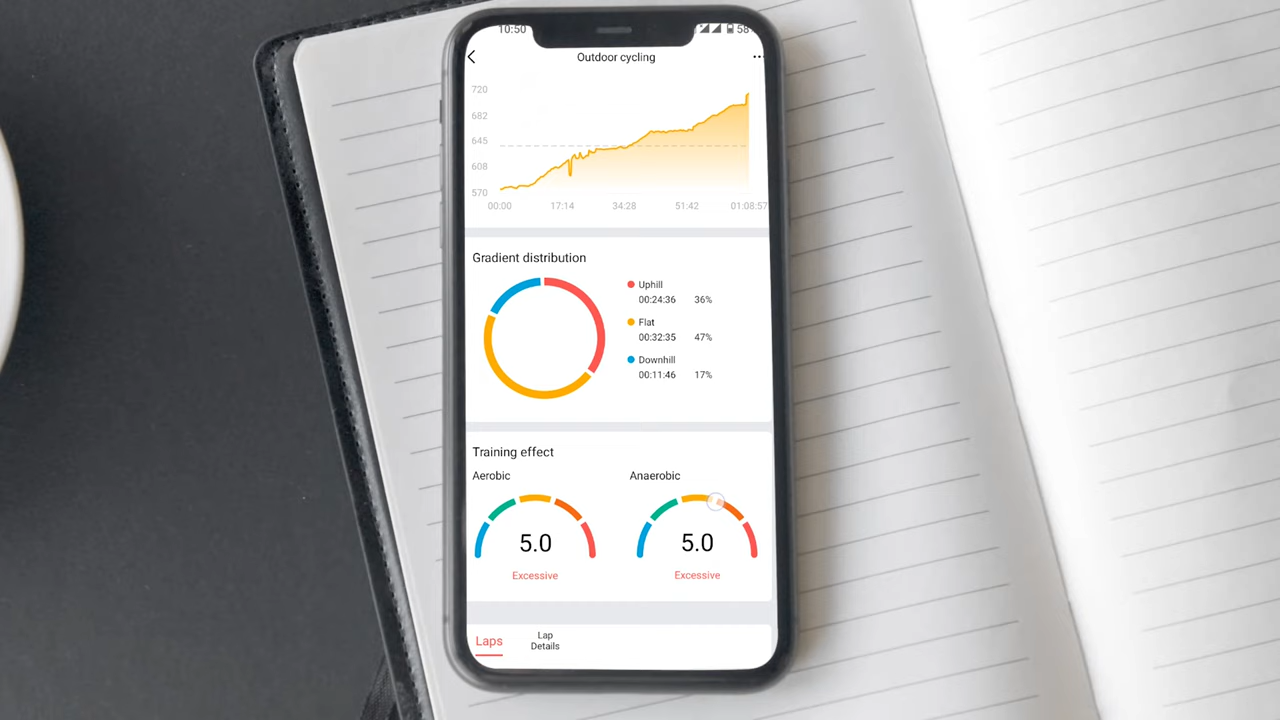 10:50 58
Outdoor cycling
720
682
645
608
570
00:00 17:14 34:28 51:42 01:08:57
Gradient distribution
Uphill
00:24:36 36%
Flat
00:32:35 47%
Downhill
00:11:46 17%
Training effect
Aerobic Anaerobic
5.0 5.0
Excessive Excessive
Laps Lap Details